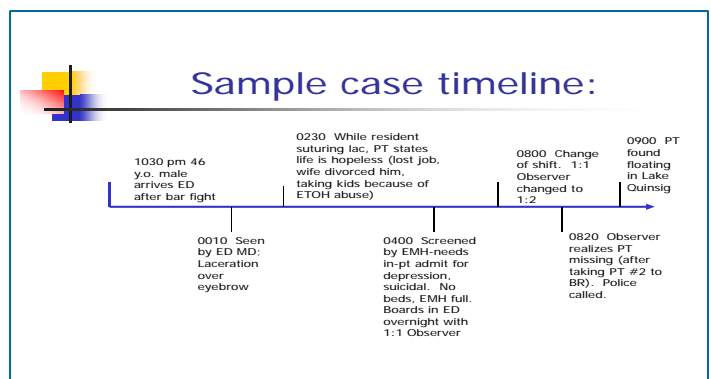 Sample case timeline:
1030 pm 46
y.o. male
arrives ED
after bar fight
0010 Seen
by ED MD;
Laceration
over
eyebrow
0230 While resident
suturing lac, PT states
life is hopeless (lost job,
wife divorced him,
taking kids because of
ETOH abuse)
0400 Screened
by EMH-needs
in-pt admit for
depression,
suicidal. No
beds, EMH full.
Boards in ED
overnight with
1:1 Observer
0800 Change
of shift. 1:1
Observer
changed to
1:2
0820 Observer
realizes PT
missing (after
taking PT #2 to
BR). Police
called.
0900 PT
found
floating
in Lake
Quinsig